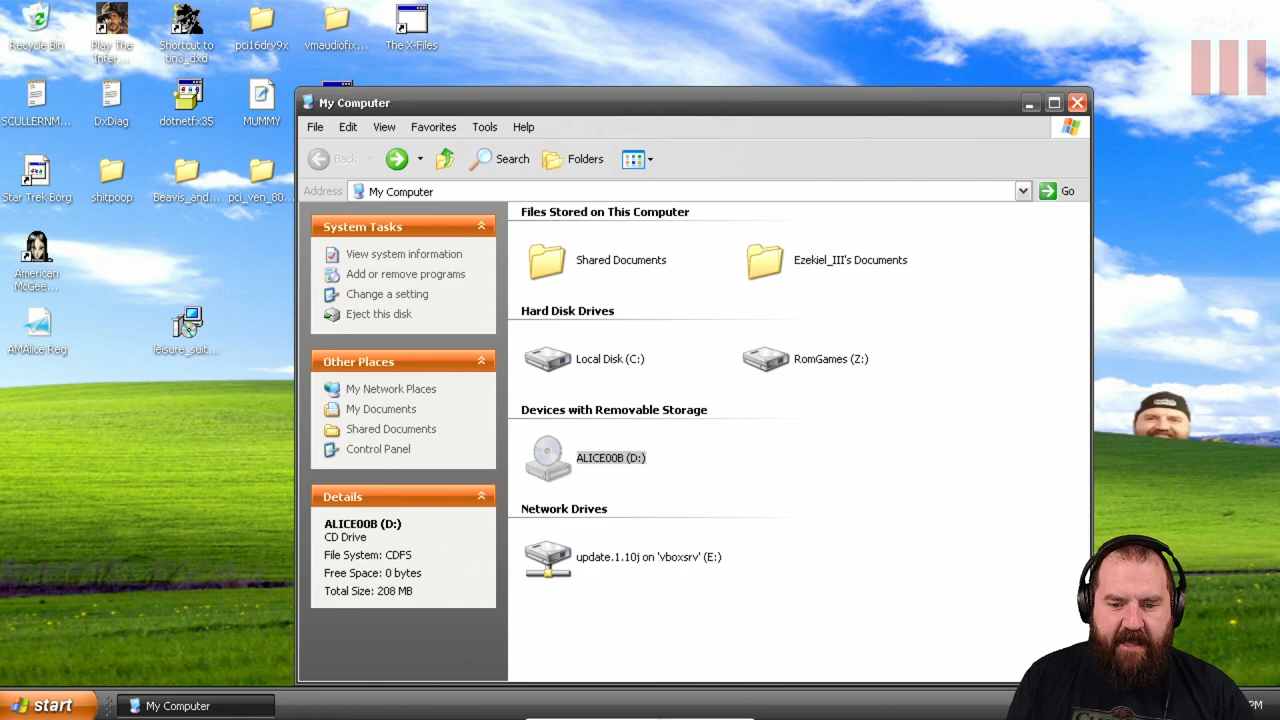 Recycle Bin
Play The Infer...
Shortcut to tin3_dxd
pci16drv9x
vmaudiofix...
The X-Files
SCULLERNM...
DxDiag
dotnetfx35
MUMMY
Star Trek Borg
shitpoop
Beavis_and...
pci_ven_80...
American McGee...
AMAlice Reg
leisure_suit...
My Computer
File Edit View Favorites Tools Help
Back Search Folders
Address My Computer Go
System Tasks
View system information
Add or remove programs
Change a setting
Eject this disk
Other Places
My Network Places
My Documents
Shared Documents
Control Panel
Details
ALICE00B (D:)
CD Drive
File System: CDFS
Free Space: 0 bytes
Total Size: 208 MB
Files Stored on This Computer
Shared Documents
Ezekiel_III's Documents
Hard Disk Drives
Local Disk (C:)
RomGames (Z:)
Devices with Removable Storage
ALICE00B (D:)
Network Drives
update.1.10j on 'vboxsrv' (E:)
start
My Computer
PM